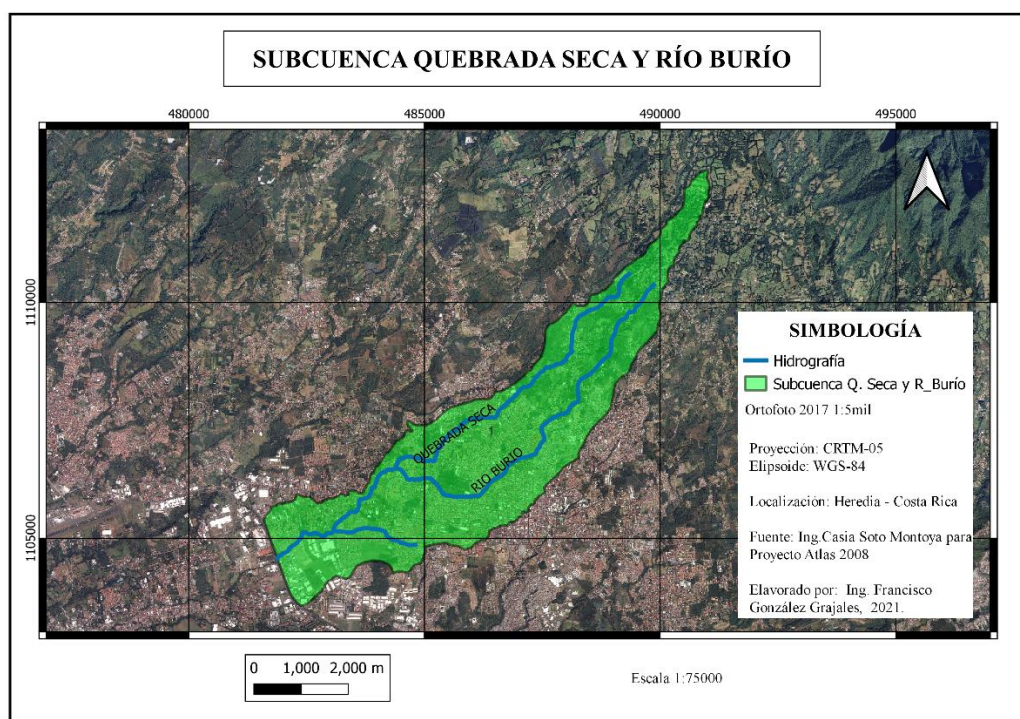 SUBCUENCA QUEBRADA SECA Y RÍO BURÍO
480000
485000
490000
495000
1110000
1105000
QUEBRADA SECA
RIO BURIO
SIMBOLOGÍA
Hidrografía
Subcuenca Q. Seca y R_Burío
Ortofoto 2017 1:5mil
Proyección: CRTM-05
Elipsoide: WGS-84
Localización: Heredia - Costa Rica
Fuente: Ing.Casia Soto Montoya para
Proyecto Atlas 2008
Elavorado por: Ing. Francisco
González Grajales, 2021.
0 1,000 2,000 m
Escala 1:75000